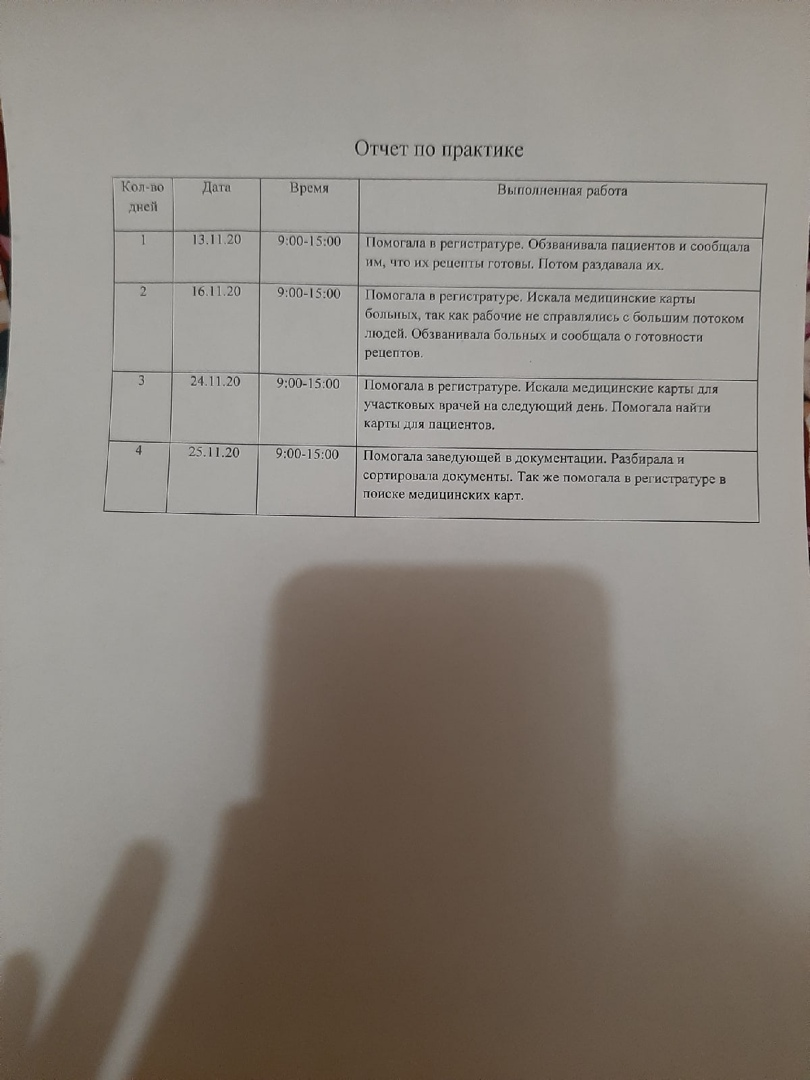 Отчет по практике
Кол-во дней Дата Время Выполненная работа
1 13.11.20 9:00-15:00 Помогала в регистратуре. Обзванивала пациентов и сообщала
им, что их рецепты готовы. Потом раздавала их.
2 16.11.20 9:00-15:00 Помогала в регистратуре. Искала медицинские карты
больных, так как рабочие не справлялись с большим потоком
людей. Обзванивала больных и сообщала о готовности
рецептов.
3 24.11.20 9:00-15:00 Помогала в регистратуре. Искала медицинские карты для
участковых врачей на следующий день. Помогала найти
карты для пациентов.
4 25.11.20 9:00-15:00 Помогала заведующей в документации. Разбирала и
сортировала документы. Так же помогала в регистратуре в
поиске медицинских карт.